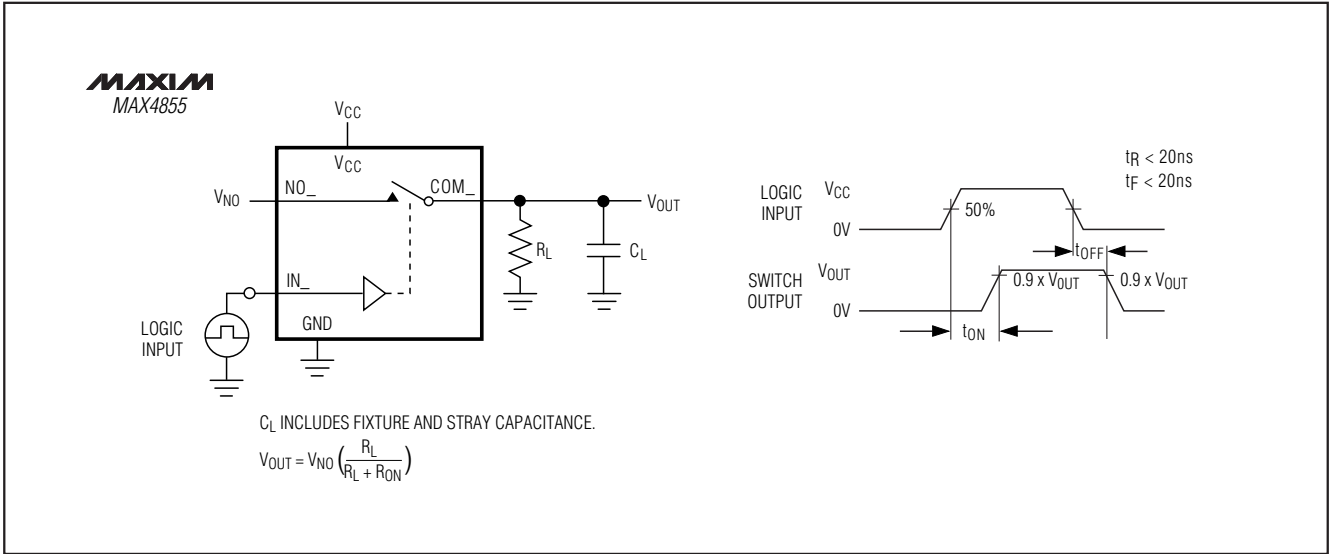 MAXIM
MAX4855
VCC
VCC
NO_
COM_
VNO
VOUT
RL
CL
IN_
GND
LOGIC
INPUT
CL INCLUDES FIXTURE AND STRAY CAPACITANCE.
VOUT = VNO (RL / RL + RON)
tR < 20ns
tF < 20ns
LOGIC
INPUT
VCC
50%
0V
tOFF
SWITCH
OUTPUT
VOUT
0.9 x VOUT
0.9 x VOUT
0V
tON